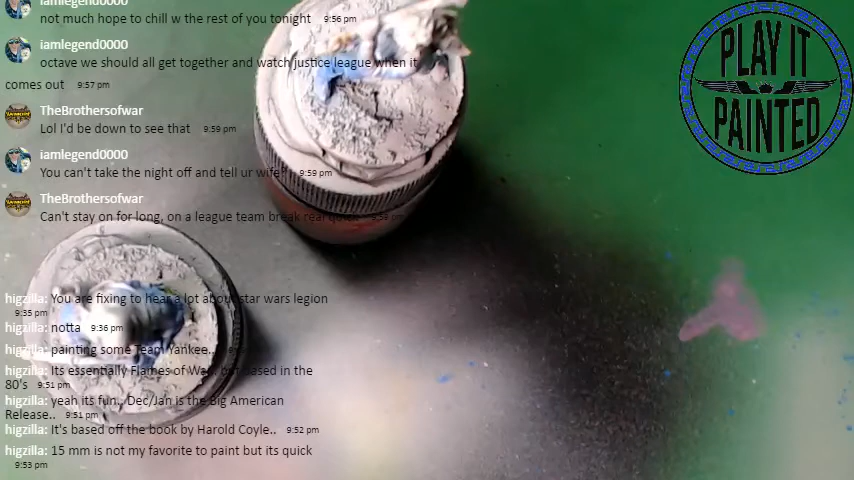 iamlegend0000
not much hope to chill w the rest of you tonight 9:56 pm
iamlegend0000
octave we should all get together and watch justice league when it
comes out 9:57 pm
TheBrothersofwar
Lol I'd be down to see that 9:59 pm
iamlegend0000
You can't take the night off and tell ur wife? 9:59 pm
TheBrothersofwar
Can't stay on for long, on a league team break real quick
higzilla: You are fixing to hear a lot about star wars legion
9:35 pm
higzilla: notta 9:36 pm
higzilla: painting some Team Yankee..
higzilla: Its essentially Flames of War, but based in the
80's 9:51 pm
higzilla: yeah its fun.. Dec/Jan is the Big American
Release.. 9:51 pm
higzilla: It's based off the book by Harold Coyle.. 9:52 pm
higzilla: 15 mm is not my favorite to paint but its quick
9:53 pm
PLAY IT
PAINTED